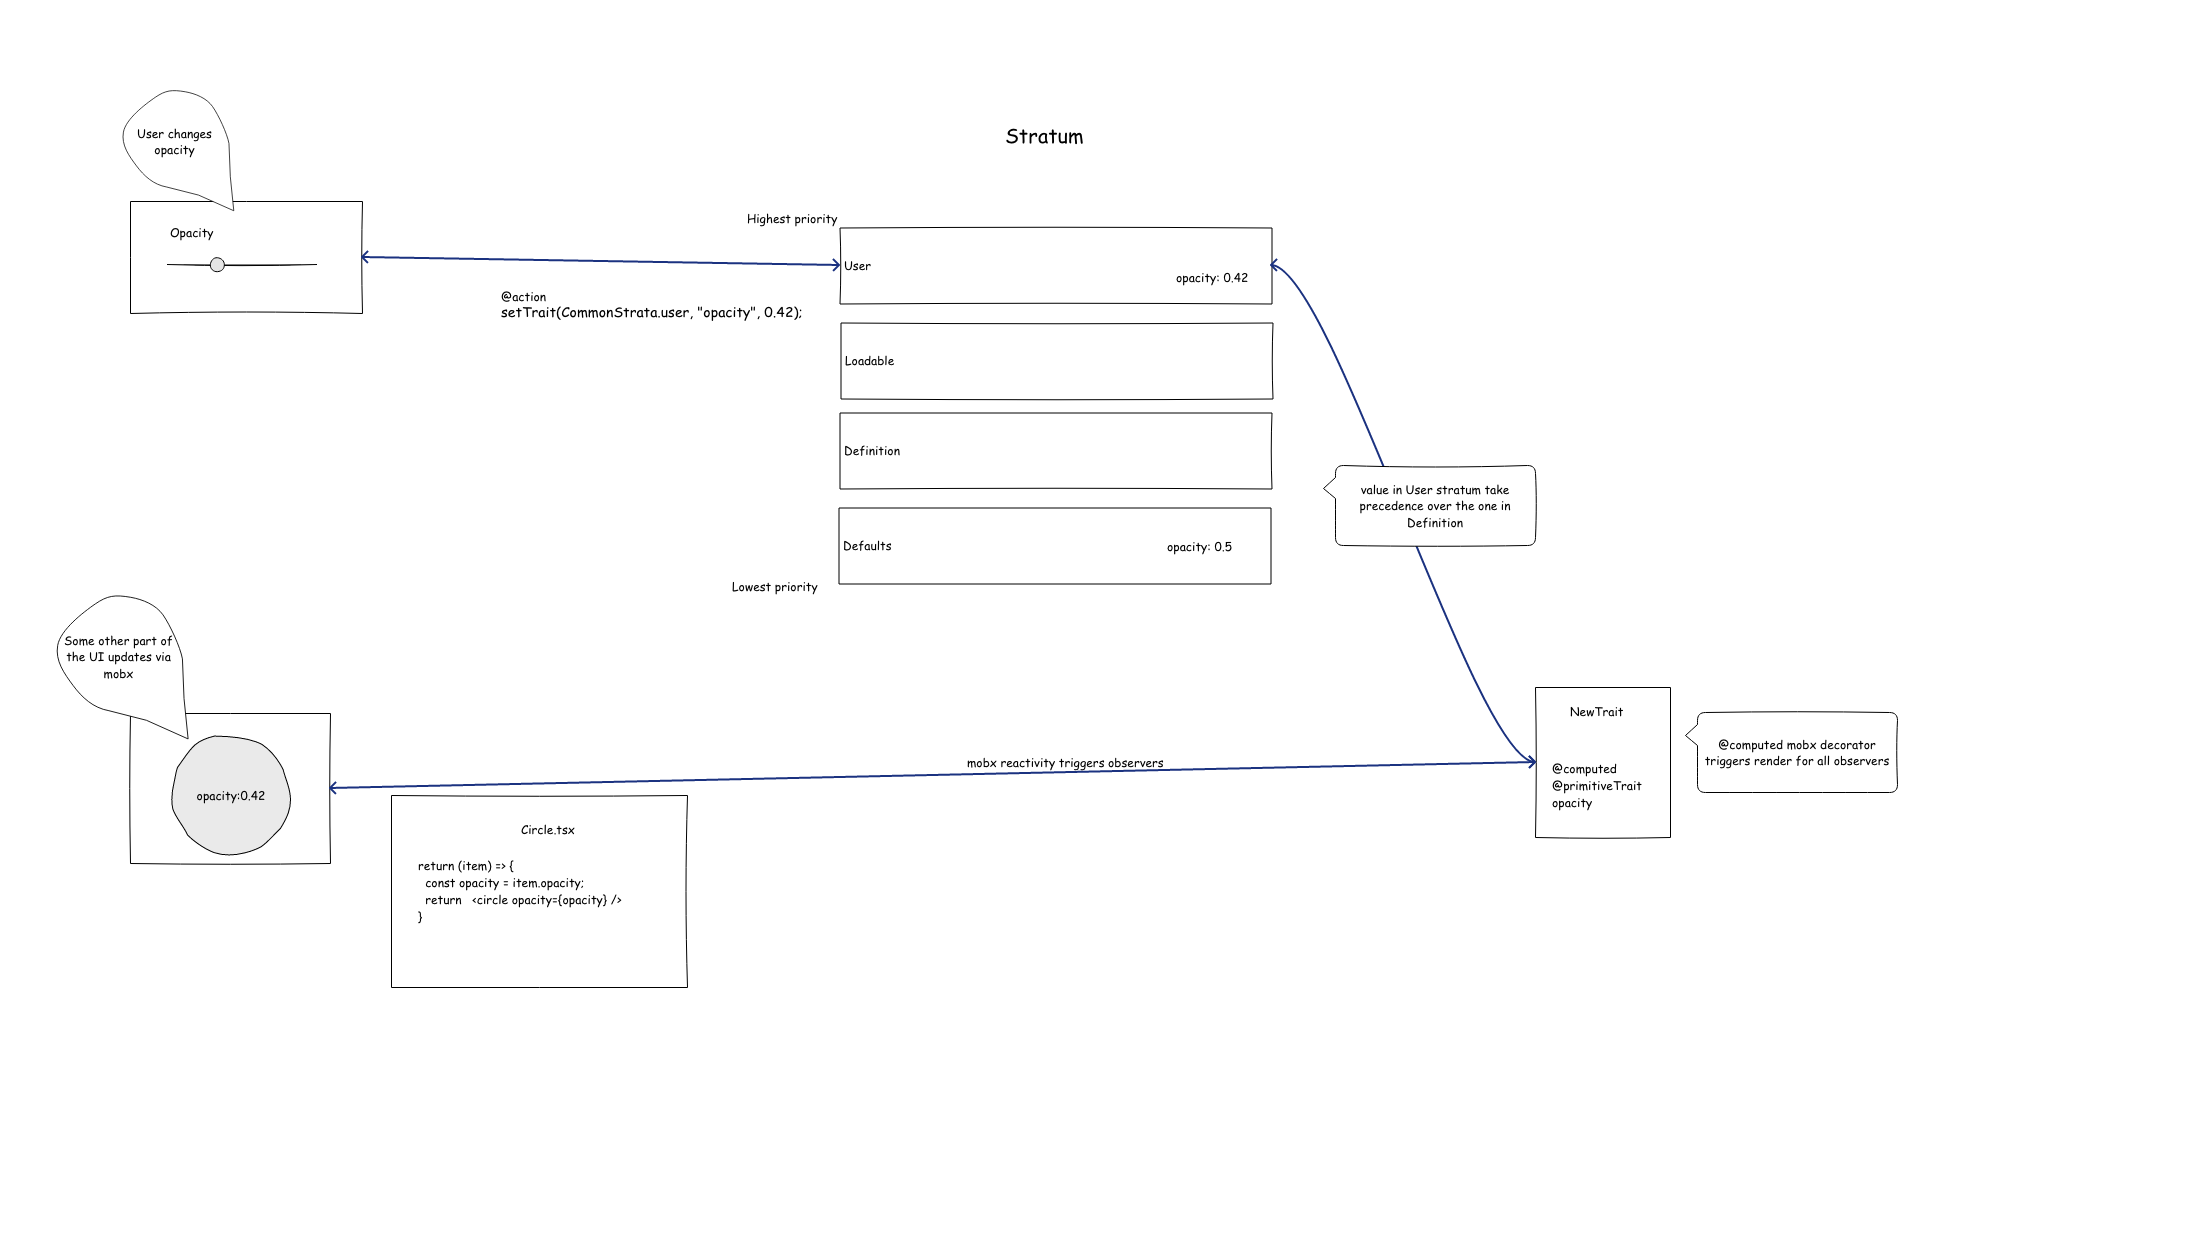 User changes
opacity
Stratum
Highest priority
Opacity
User
opacity: 0.42
@action
setTrait(CommonStrata.user, "opacity", 0.42);
Loadable
Definition
value in User stratum take
precedence over the one in
Definition
Defaults
opacity: 0.5
Lowest priority
Some other part of
the UI updates via
mobx
NewTrait
@computed
@primitiveTrait
opacity
@computed mobx decorator
triggers render for all observers
mobx reactivity triggers observers
opacity:0.42
Circle.tsx
return (item) => {
  const opacity = item.opacity;
  return   <circle opacity={opacity} />
}